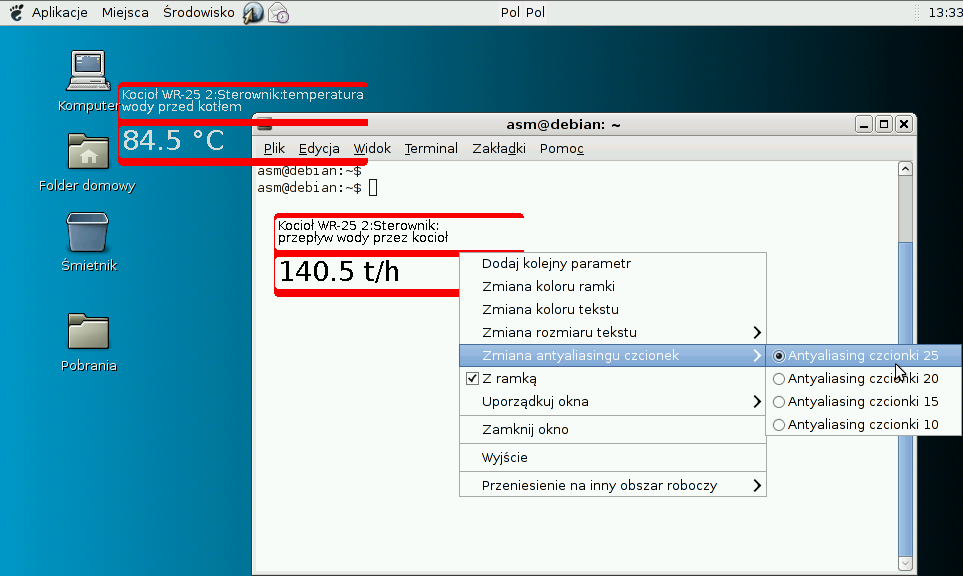 Aplikacje Miejsca Środowisko Pol Pol 13:33
Komputer
Kocioł WR-25 2:Sterownik:temperatura
wody przed kotłem
84.5 °C
Folder domowy
Śmietnik
Pobrania
asm@debian: ~
Plik Edycja Widok Terminal Zakładki Pomoc
asm@debian:~$
asm@debian:~$
Kocioł WR-25 2:Sterownik:
przepływ wody przez kocioł
140.5 t/h
Dodaj kolejny parametr
Zmiana koloru ramki
Zmiana koloru tekstu
Zmiana rozmiaru tekstu
Zmiana antyaliasingu czcionek
Z ramką
Uporządkuj okna
Zamknij okno
Wyjście
Przeniesienie na inny obszar roboczy
Antyaliasing czcionki 25
Antyaliasing czcionki 20
Antyaliasing czcionki 15
Antyaliasing czcionki 10